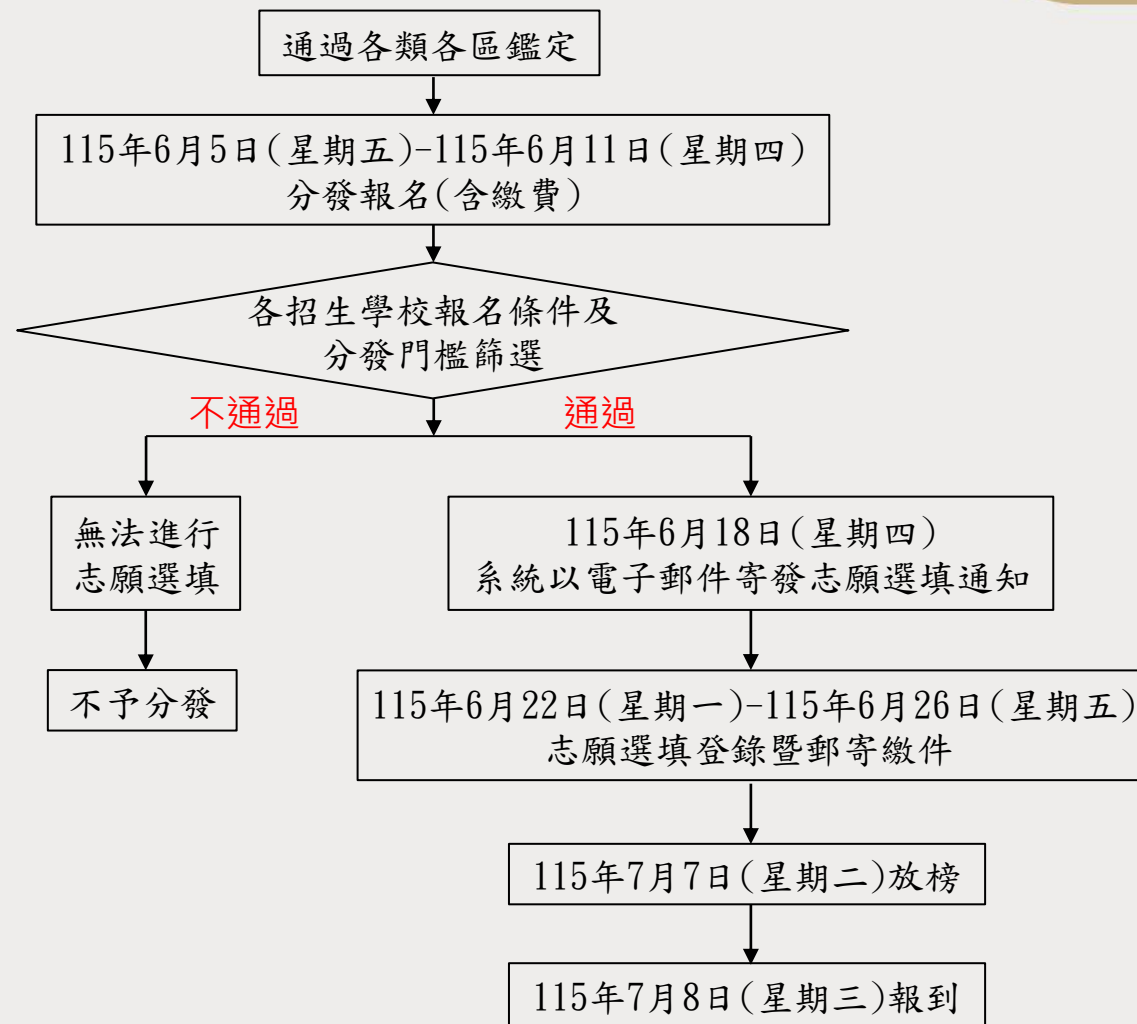 通過各類各區鑑定
115年6月5日(星期五)-115年6月11日(星期四)
分發報名(含繳費)
各招生學校報名條件及
分發門檻篩選
不通過
通過
無法進行
志願選填
115年6月18日(星期四)
系統以電子郵件寄發志願選填通知
不予分發
115年6月22日(星期一)-115年6月26日(星期五)
志願選填登錄暨郵寄繳件
115年7月7日(星期二)放榜
115年7月8日(星期三)報到